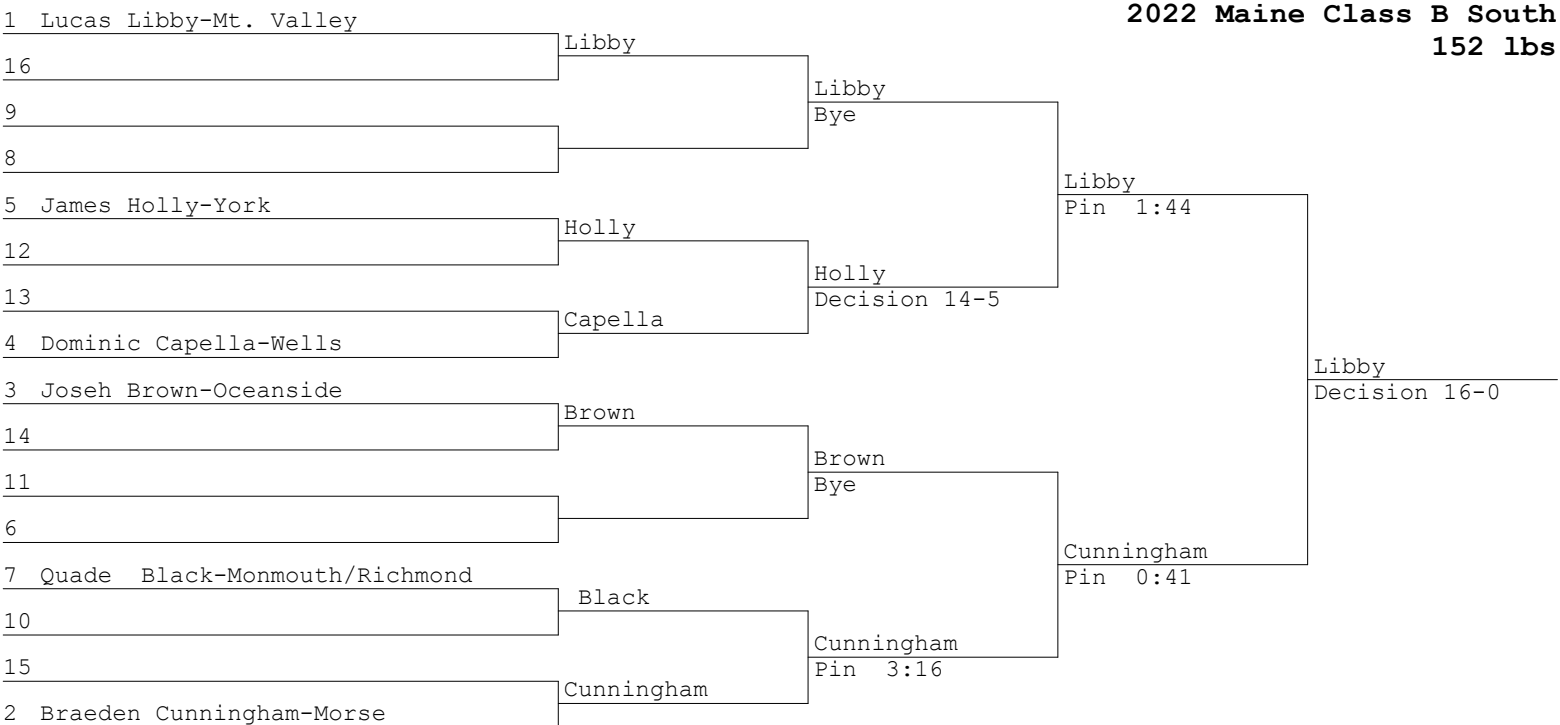 2022 Maine Class B South
152 lbs
1 Lucas Libby-Mt. Valley
16
9
8
5 James Holly-York
12
13
4 Dominic Capella-Wells
3 Joseh Brown-Oceanside
14
11
6
7 Quade  Black-Monmouth/Richmond
10
15
2 Braeden Cunningham-Morse
Libby
Holly
Capella
Brown
Black
Cunningham
Libby
Bye
Holly
Decision 14-5
Brown
Bye
Cunningham
Pin  3:16
Libby
Pin  1:44
Cunningham
Pin  0:41
Libby
Decision 16-0